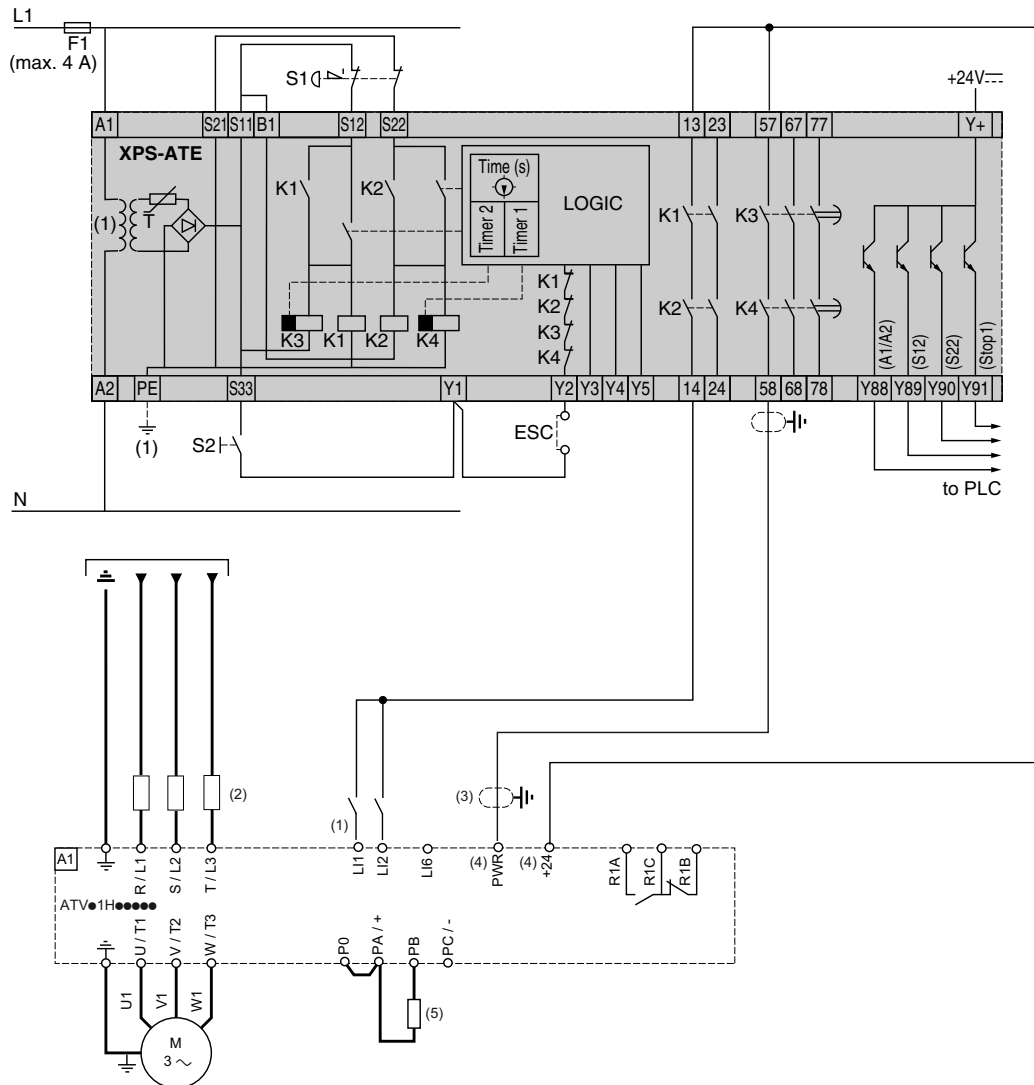 L1
F1
(max. 4 A)
S1
+24V
A1 S21 S11 B1 S12 S22 13 23 57 67 77 Y+
XPS-ATE
Time (s)
Timer 2
Timer 1
LOGIC
(1)
T
K1
K2
K1
K3
K1
K2
K3
K4
K2
K4
K3 K1 K2 K4
(A1/A2)
(S12)
(S22)
(Stop1)
A2 PE S33 Y1 Y2 Y3 Y4 Y5 14 24 58 68 78 Y88 Y89 Y90 Y91
(1)
S2
ESC
to PLC
N
(2)
(1)
(3)
(4)
(4)
A1
R / L1
S / L2
T / L3
LI1
LI2
LI6
PWR
+24
R1A
R1C
R1B
ATV●1H●●●●●
U / T1
V / T2
W / T3
P0
PA / +
PB
PC / -
U1
V1
W1
(5)
M
3 ~